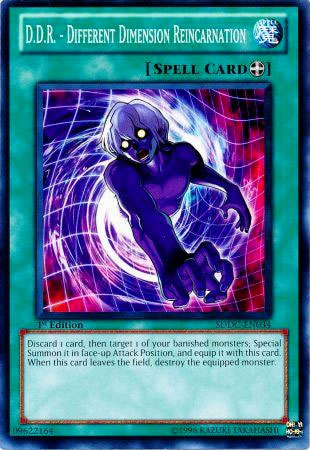 D.D.R. - Different Dimension Reincarnation
[Spell Card]
SDDC-EN034
1st Edition
Discard 1 card, then target 1 of your banished monsters; Special
Summon it in face-up Attack Position, and equip it with this card.
When this card leaves the field, destroy the equipped monster.
09622164
©1996 KAZUKI TAKAHASHI